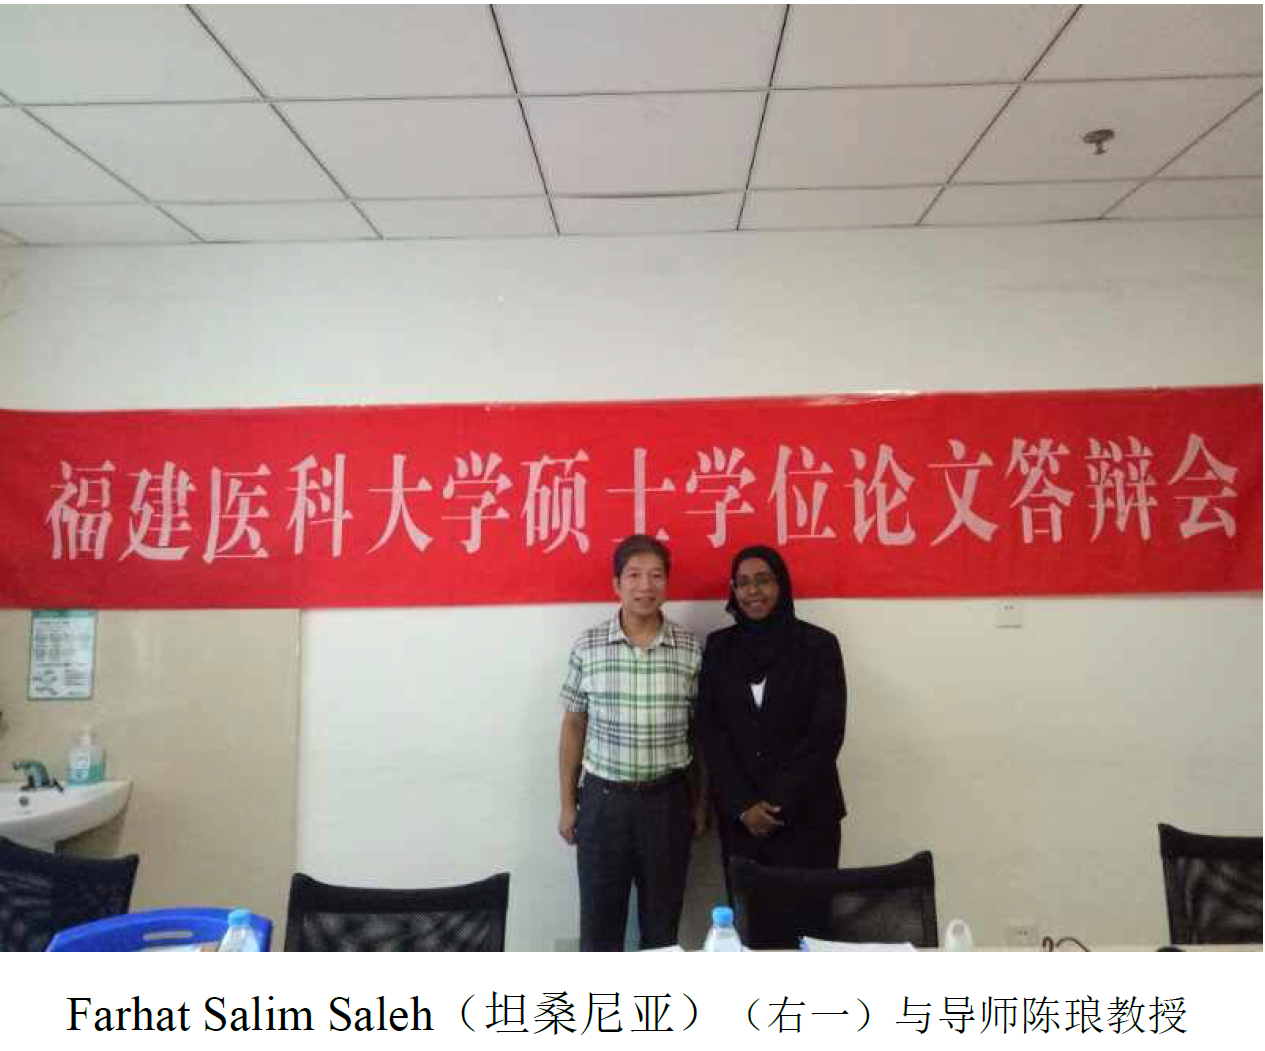 福建医科大学硕士学位论文答辩会
Farhat Salim Saleh（坦桑尼亚）（右一）与导师陈琅教授